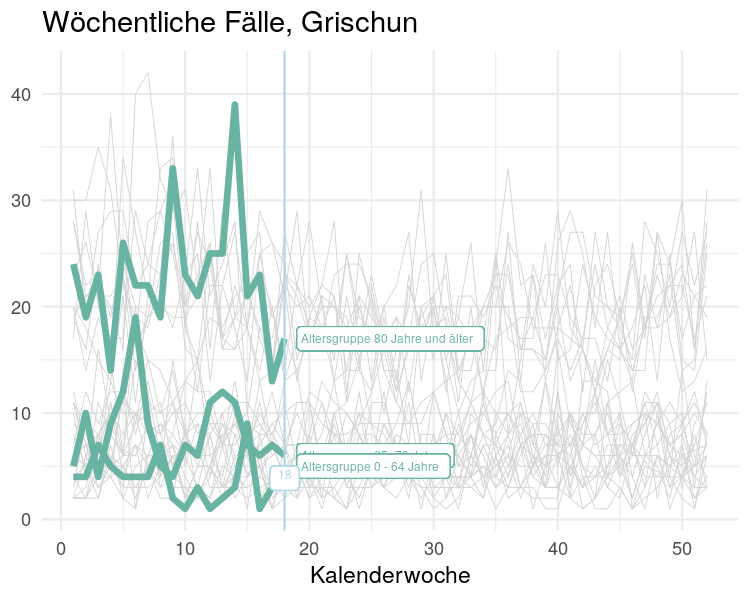 Wöchentliche Fälle, Grischun
40
30
20
10
0
Altersgruppe 80 Jahre und älter
Altersgruppe 0 - 64 Jahre
18
0 10 20 30 40 50
Kalenderwoche